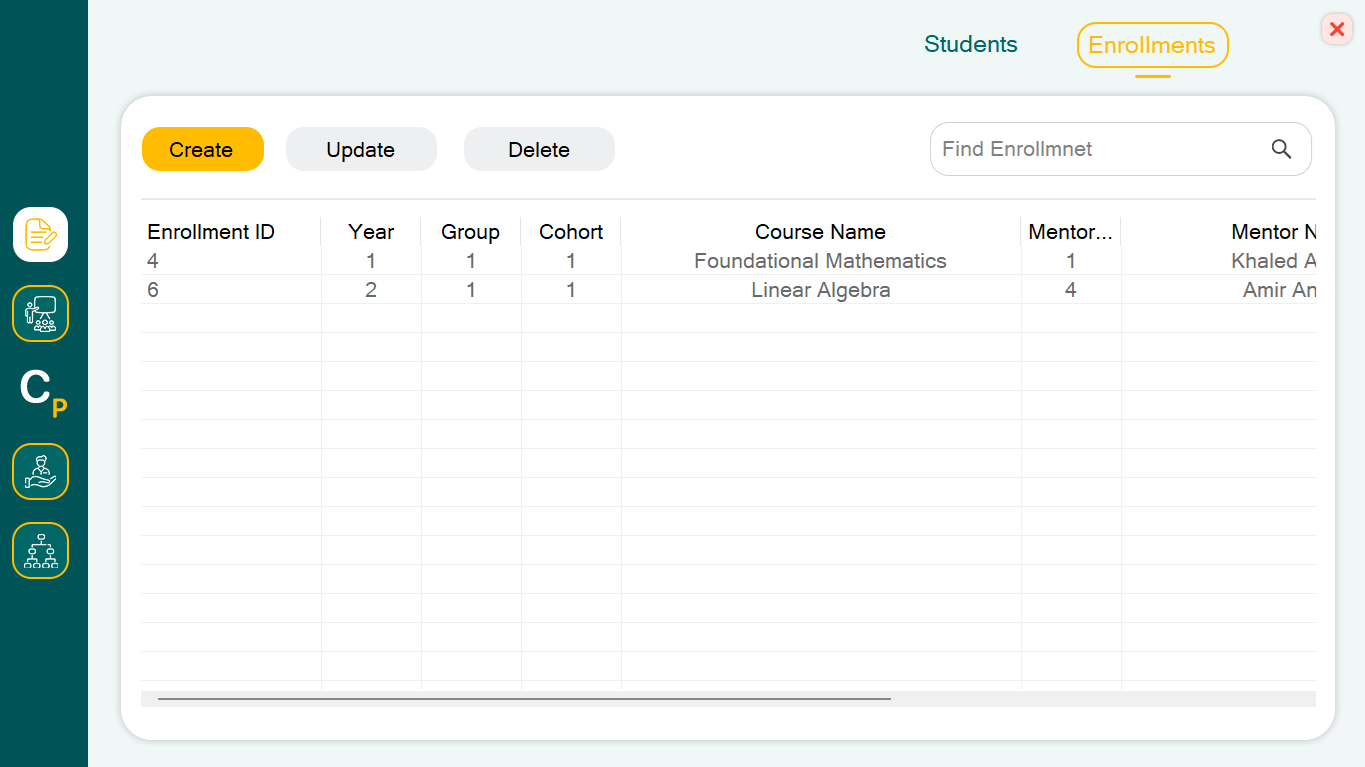 Students Enrollments
Create Update Delete Find Enrollmnet
Enrollment ID Year Group Cohort Course Name Mentor... Mentor N
4 1 1 1 Foundational Mathematics 1 Khaled A
6 2 1 1 Linear Algebra 4 Amir An
C
P